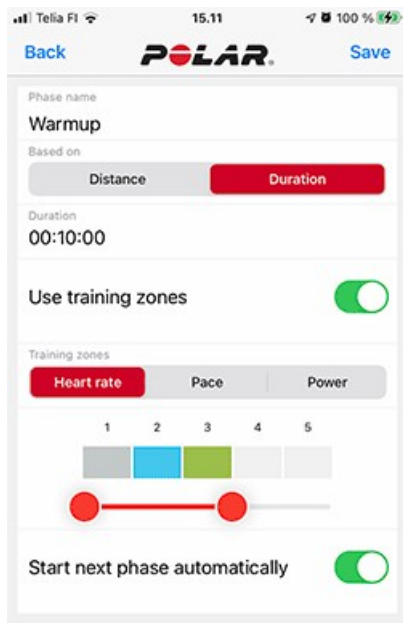 Telia FI 15.11 100 %
Back POLAR. Save
Phase name
Warmup
Based on
Distance Duration
Duration
00:10:00
Use training zones
Training zones
Heart rate Pace Power
1 2 3 4 5
Start next phase automatically